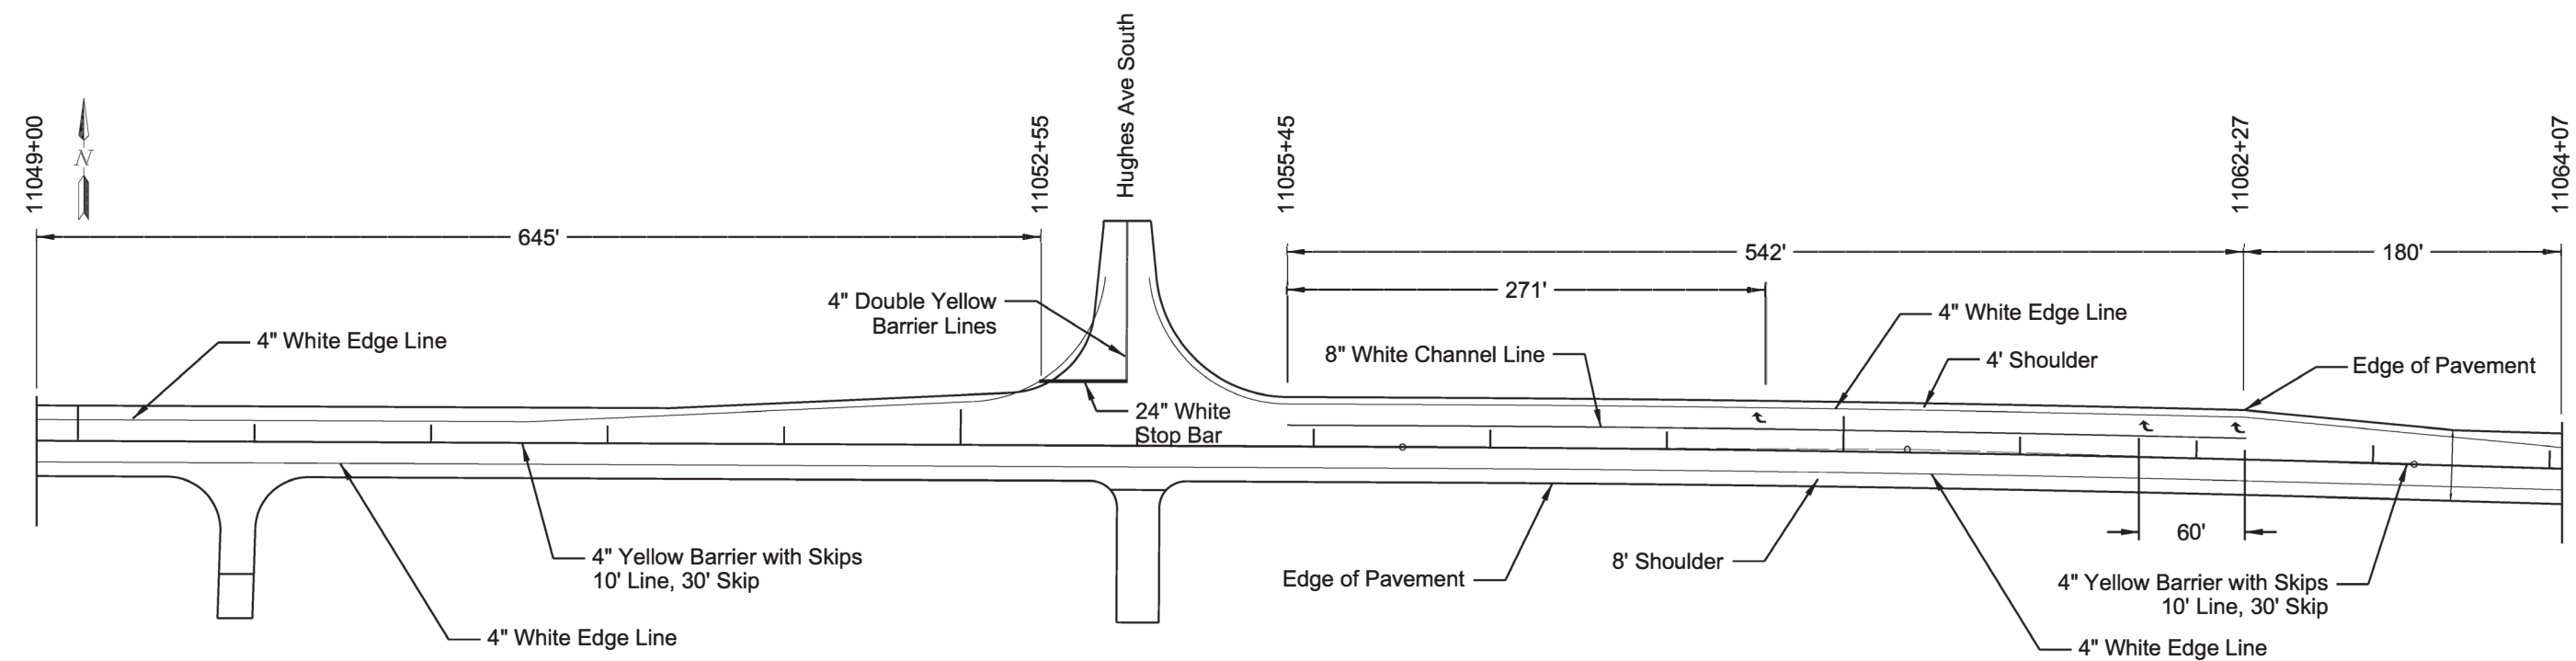 Hughes Ave South
11049+00
N
11052+55
11055+45
11062+27
11064+07
645'
542'
180'
271'
4" Double Yellow
Barrier Lines
4" White Edge Line
4" White Edge Line
8" White Channel Line
4' Shoulder
Edge of Pavement
24" White
Stop Bar
60'
4" Yellow Barrier with Skips
10' Line, 30' Skip
8' Shoulder
Edge of Pavement
4" Yellow Barrier with Skips
10' Line, 30' Skip
4" White Edge Line
4" White Edge Line